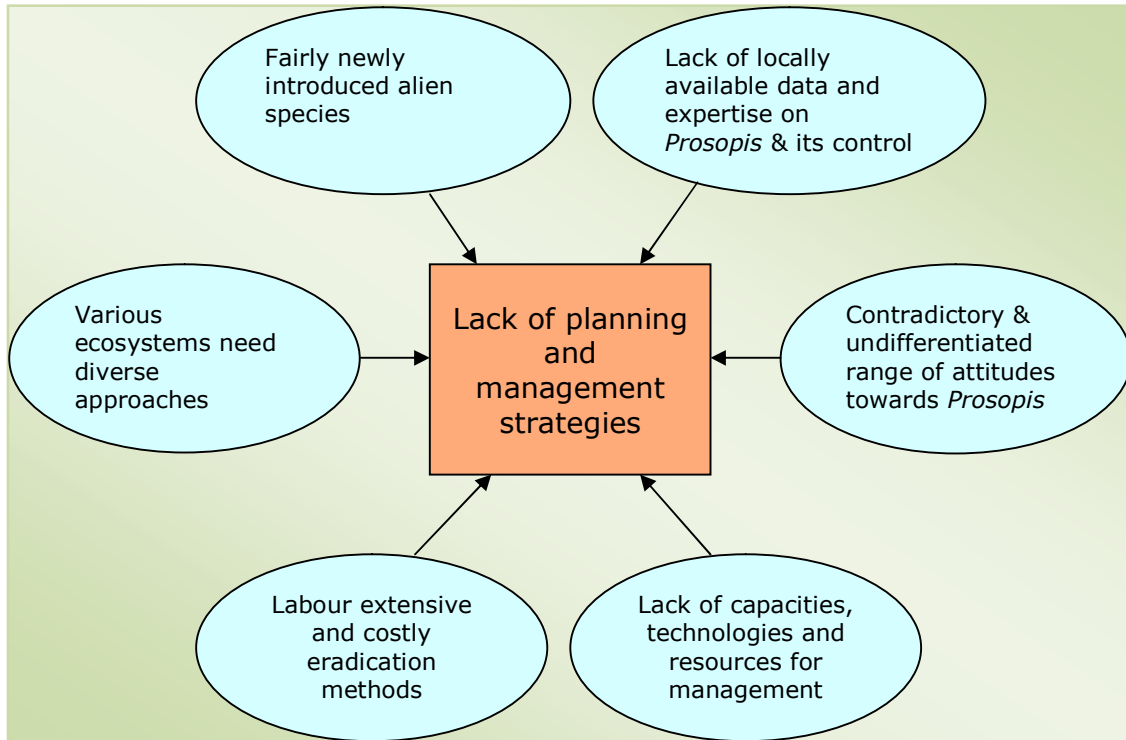 Fairly newly
introduced alien
species
Lack of locally
available data and
expertise on
Prosopis & its control
Various
ecosystems need
diverse
approaches
Lack of planning
and
management
strategies
Contradictory &
undifferentiated
range of attitudes
towards Prosopis
Labour extensive
and costly
eradication
methods
Lack of capacities,
technologies and
resources for
management